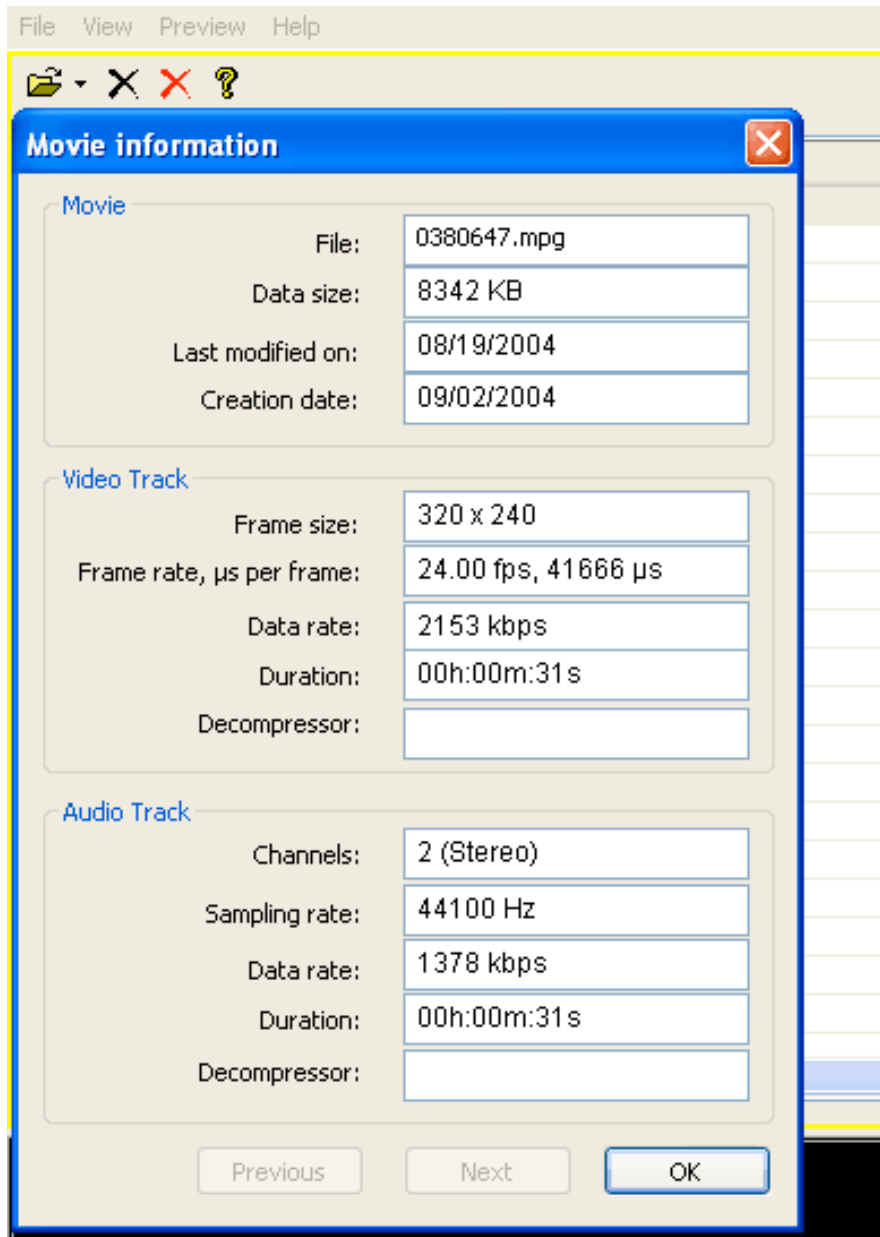 File View Preview Help
Movie information
Movie
File: 0380647.mpg
Data size: 8342 KB
Last modified on: 08/19/2004
Creation date: 09/02/2004
Video Track
Frame size: 320 x 240
Frame rate, µs per frame: 24.00 fps, 41666 µs
Data rate: 2153 kbps
Duration: 00h:00m:31s
Decompressor:
Audio Track
Channels: 2 (Stereo)
Sampling rate: 44100 Hz
Data rate: 1378 kbps
Duration: 00h:00m:31s
Decompressor:
Previous Next OK